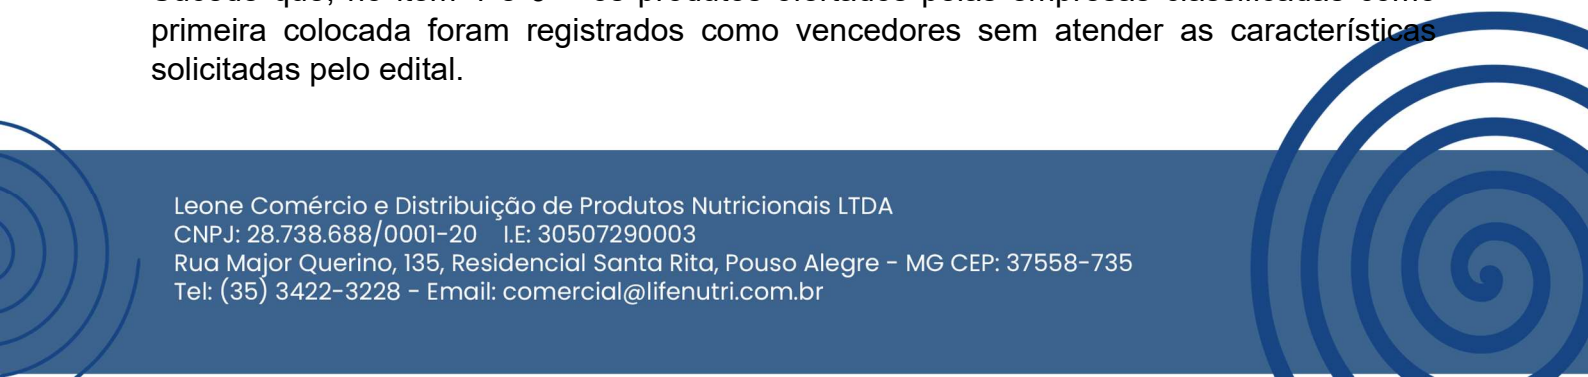 primeira colocada foram registrados como vencedores sem atender as características
solicitadas pelo edital.
Leone Comércio e Distribuição de Produtos Nutricionais LTDA
CNPJ: 28.738.688/0001-20 I.E: 30507290003
Rua Major Querino, 135, Residencial Santa Rita, Pouso Alegre - MG CEP: 37558-735
Tel: (35) 3422-3228 - Email: comercial@lifenutri.com.br